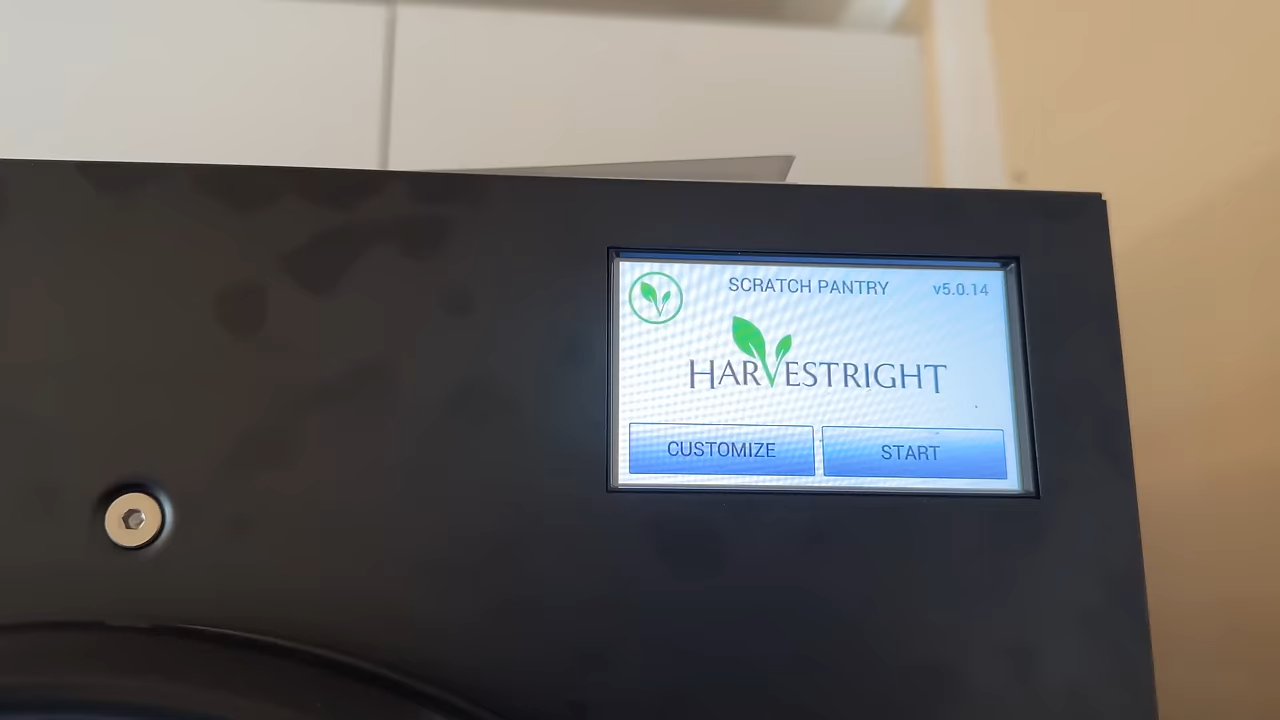 SCRATCH PANTRY
v5.0.14
HARVESTRIGHT
CUSTOMIZE
START